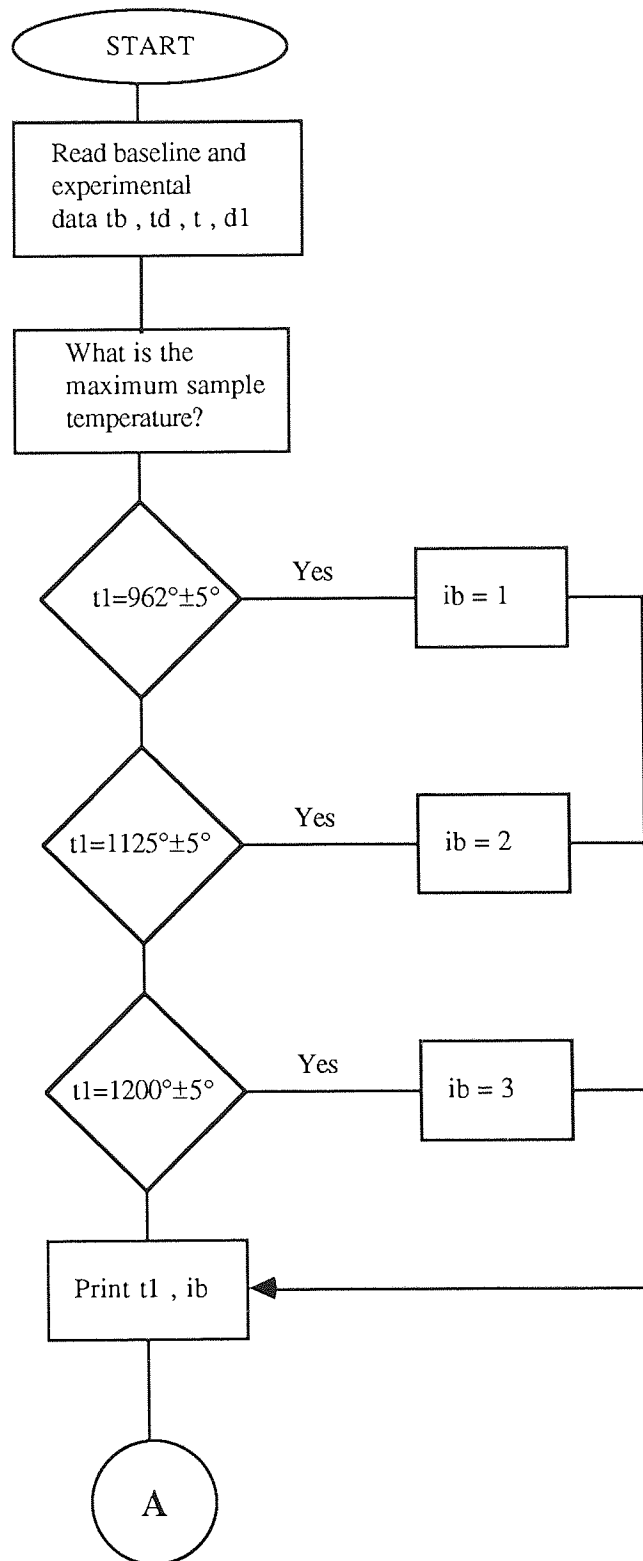 START
Read baseline and
experimental
data tb , td , t , d1
What is the
maximum sample
temperature?
t1=962°±5°
Yes
ib = 1
t1=1125°±5°
Yes
ib = 2
t1=1200°±5°
Yes
ib = 3
Print t1 , ib
A